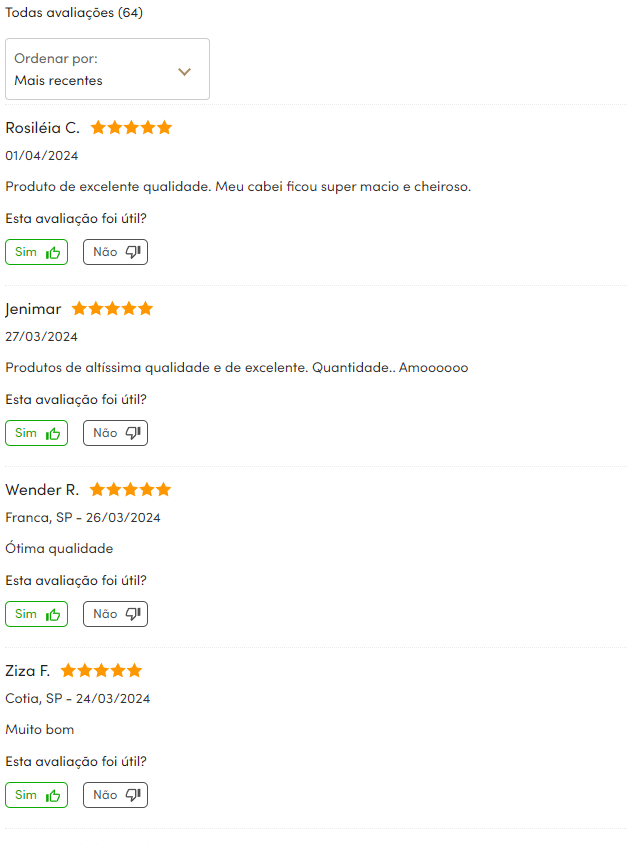 Todas avaliações (64)
Ordenar por:
Mais recentes
Rosiléia C.
01/04/2024
Produto de excelente qualidade. Meu cabei ficou super macio e cheiroso.
Esta avaliação foi útil?
Sim Não
Jenimar
27/03/2024
Produtos de altíssima qualidade e de excelente. Quantidade.. Amoooooo
Esta avaliação foi útil?
Sim Não
Wender R.
Franca, SP - 26/03/2024
Ótima qualidade
Esta avaliação foi útil?
Sim Não
Ziza F.
Cotia, SP - 24/03/2024
Muito bom
Esta avaliação foi útil?
Sim Não